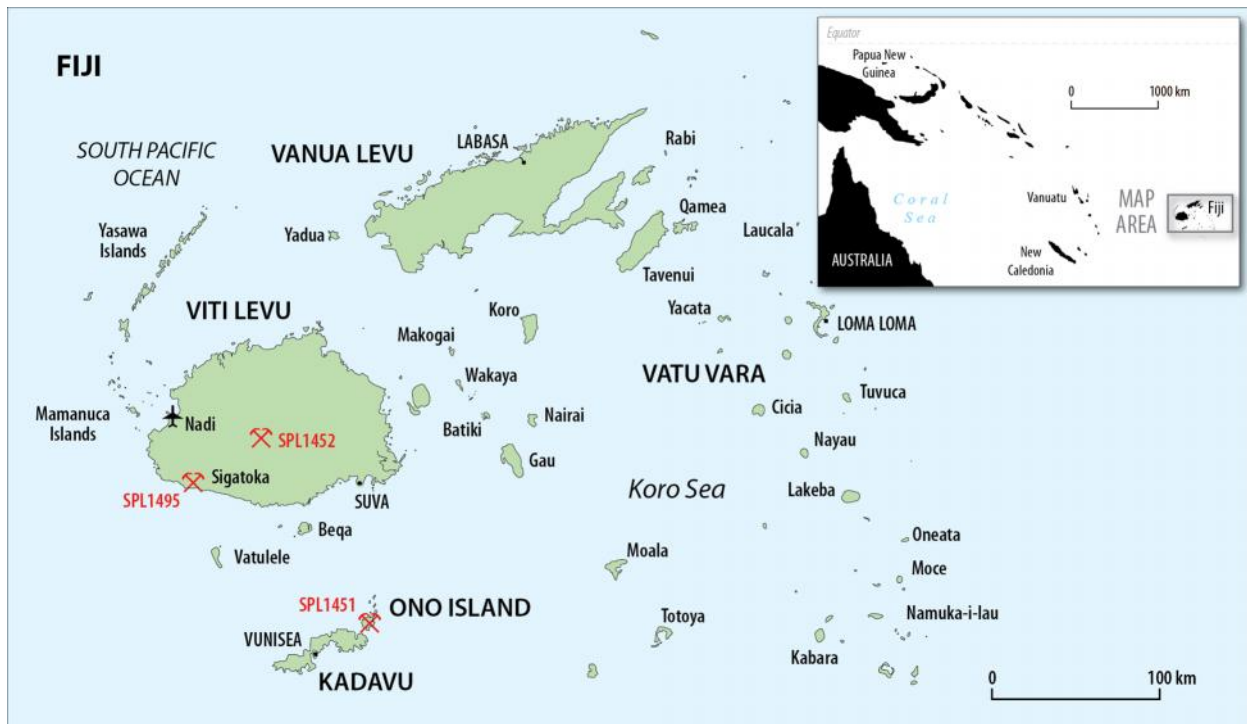 FIJI
SOUTH PACIFIC
OCEAN
VANUA LEVU
LABASA
Rabi
Qamea
Laucala
Yasawa
Islands
Yadua
Tavenui
VITI LEVU
Koro
Yacata
LOMA LOMA
Makogai
Wakaya
VATU VARA
Mamanuca
Islands
Nadi
SPL1452
Batiki
Nairai
Cicia
Tuvuca
Sigatoka
SPL1495
SUVA
Gau
Nayau
Koro Sea
Lakeba
Beqa
Vatulele
Moala
Oneata
Moce
SPL1451
ONO ISLAND
VUNISEA
KADAVU
Totoya
Namuka-i-lau
Kabara
0 100 km
Equator
Papua New
Guinea
0 1000 km
Coral
Sea
Vanuatu
MAP
AREA
Fiji
New
Caledonia
AUSTRALIA